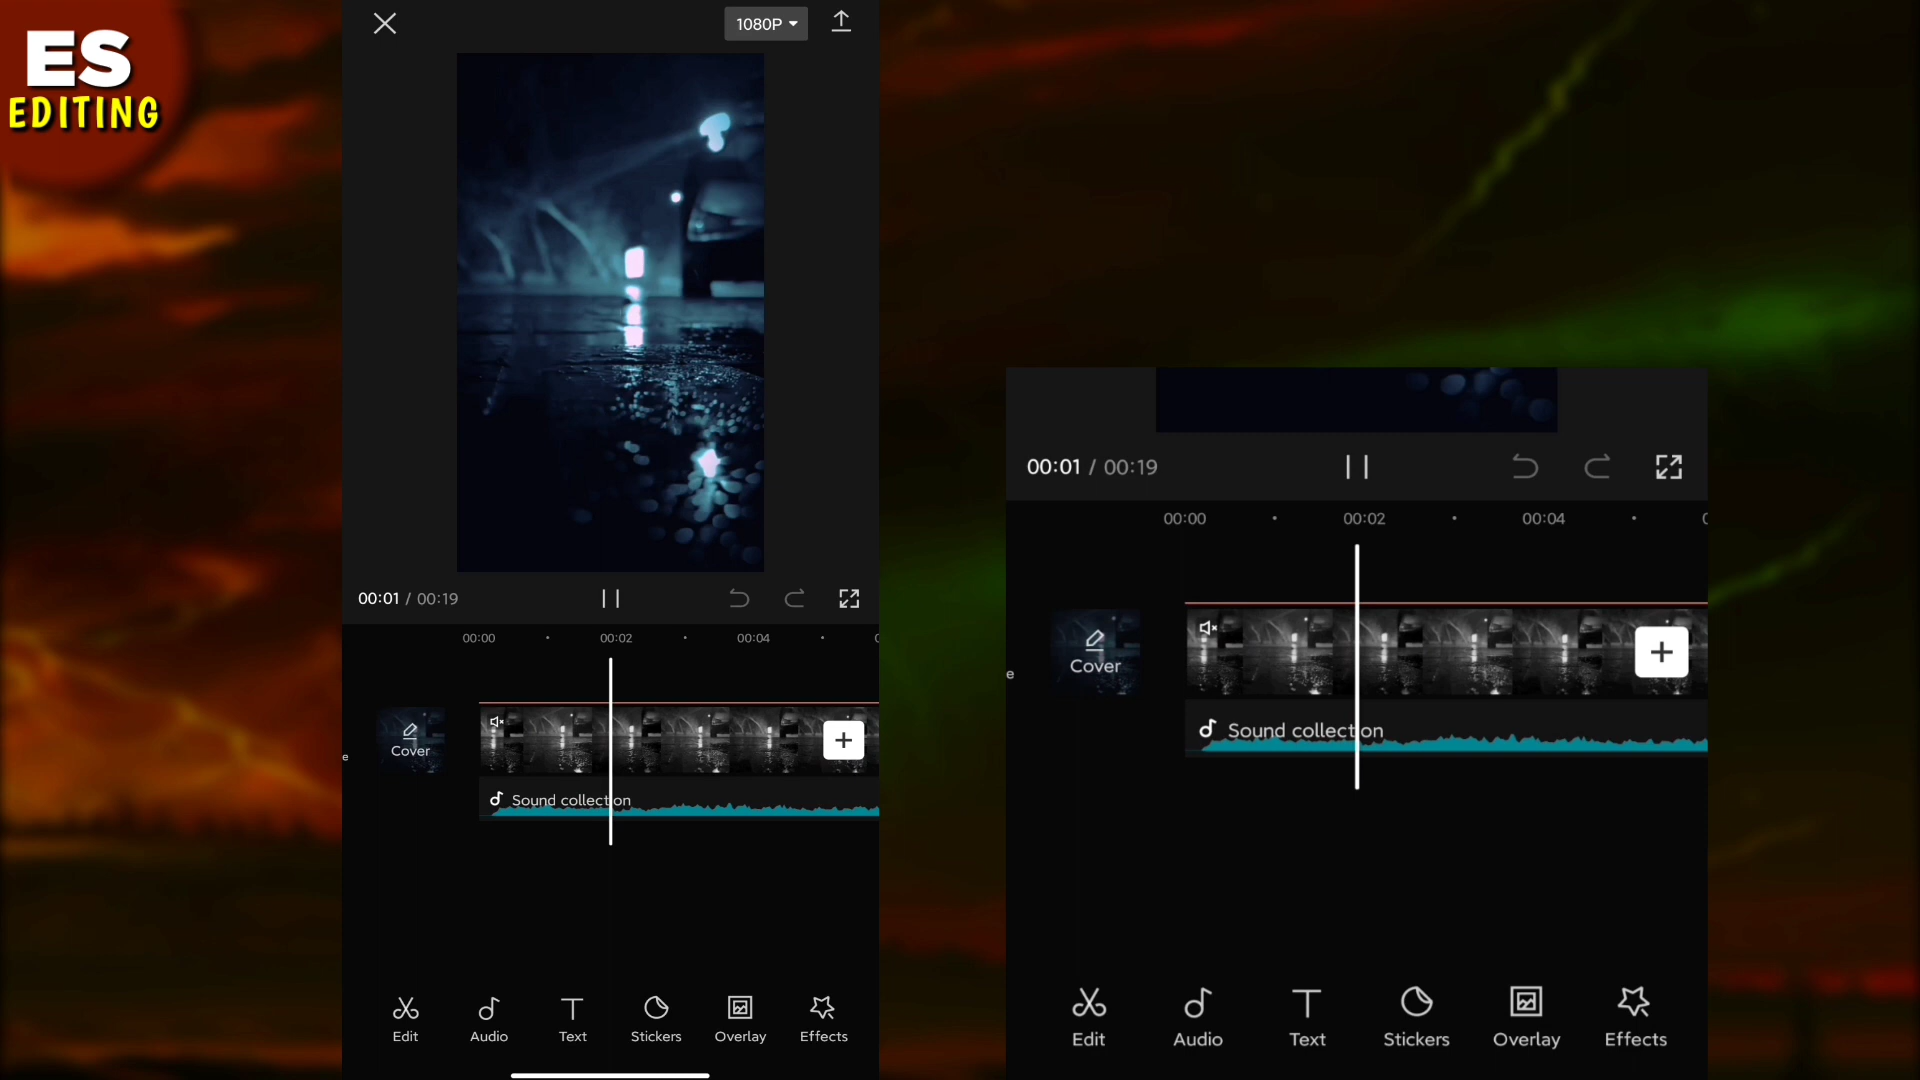 ES
EDITING
1080P
00:01 / 00:19
00:00
00:02
00:04
Cover
e
Sound collection
Edit
Audio
Text
Stickers
Overlay
Effects
00:01 / 00:19
00:00
00:02
00:04
Cover
e
Sound collection
Edit
Audio
Text
Stickers
Overlay
Effects